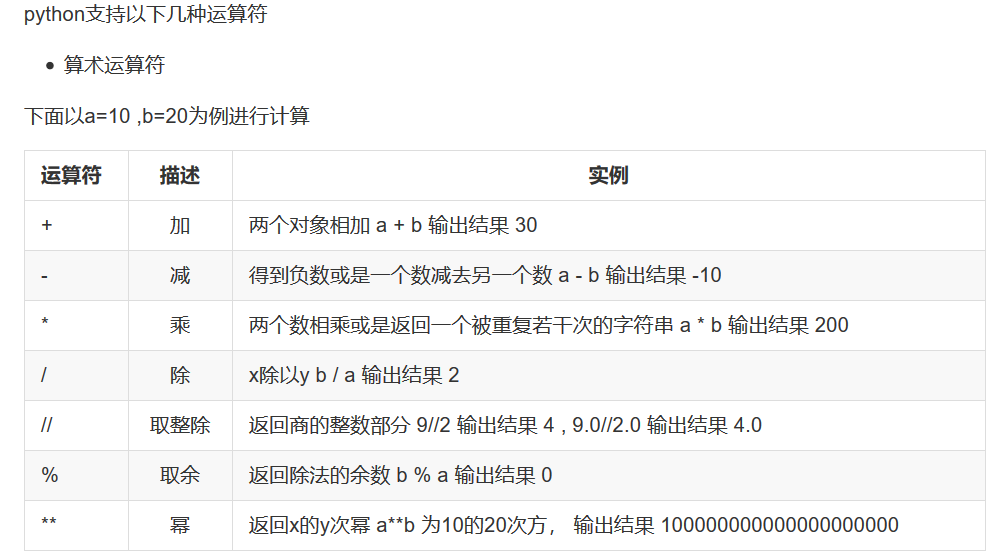 python支持以下几种运算符
算术运算符
下面以a=10 ,b=20为例进行计算
运算符 描述 实例
+ 加 两个对象相加 a + b 输出结果 30
- 减 得到负数或是一个数减去另一个数 a - b 输出结果 -10
* 乘 两个数相乘或是返回一个被重复若干次的字符串 a * b 输出结果 200
/ 除 x除以y b / a 输出结果 2
// 取整除 返回商的整数部分 9//2 输出结果 4 , 9.0//2.0 输出结果 4.0
% 取余 返回除法的余数 b % a 输出结果 0
** 幂 返回x的y次幂 a**b 为10的20次方， 输出结果 100000000000000000000